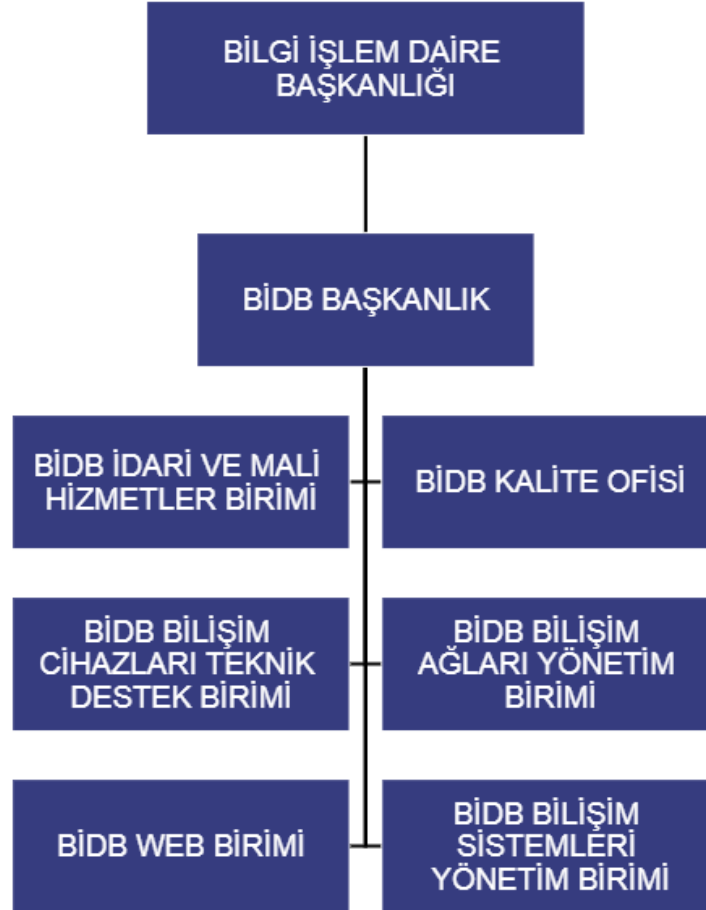 BİLGİ İŞLEM DAİRE
BAŞKANLIĞI
BİDB BAŞKANLIK
BİDB İDARİ VE MALİ
HİZMETLER BİRİMİ
BİDB KALİTE OFİSİ
BİDB BİLİŞİM
CİHAZLARI TEKNİK
DESTEK BİRİMİ
BİDB BİLİŞİM
AĞLARI YÖNETİM
BİRİMİ
BİDB WEB BİRİMİ
BİDB BİLİŞİM
SİSTEMLERİ
YÖNETİM BİRİMİ